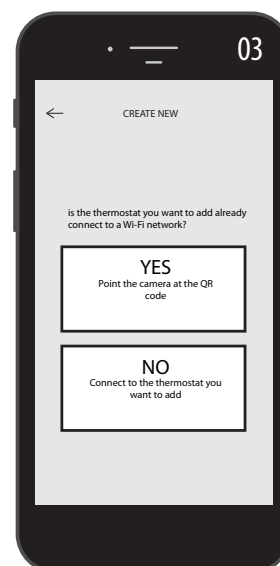 03
CREATE NEW
is the thermostat you want to add already
connect to a Wi-Fi network?
YES
Point the camera at the QR
code
NO
Connect to the thermostat you
want to add